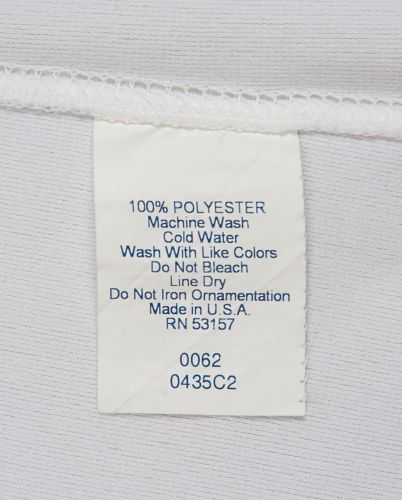 100% POLYESTER
Machine Wash
Cold Water
Wash With Like Colors
Do Not Bleach
Line Dry
Do Not Iron Ornamentation
Made in U.S.A.
RN 53157
0062
0435C2